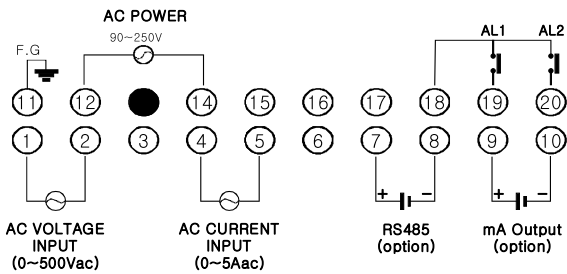 AC POWER
90~250V
AL1 AL2
F.G
11 12 14 15 16 17 18 19 20
1 2 3 4 5 6 7 8 9 10
+ − + −
AC VOLTAGE
INPUT
(0~500Vac)
AC CURRENT
INPUT
(0~5Aac)
RS485
(option)
mA Output
(option)